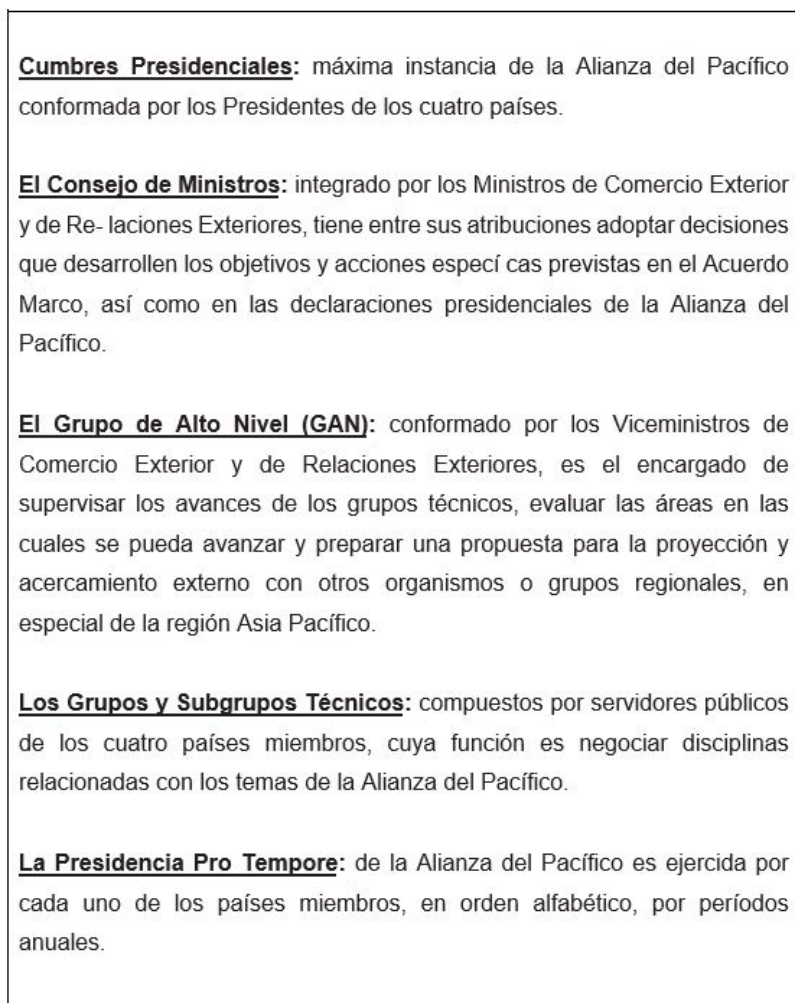 Cumbres Presidenciales: máxima instancia de la Alianza del Pacífico
conformada por los Presidentes de los cuatro países.
El Consejo de Ministros: integrado por los Ministros de Comercio Exterior
y de Re- laciones Exteriores, tiene entre sus atribuciones adoptar decisiones
que desarrollen los objetivos y acciones específi cas previstas en el Acuerdo
Marco, así como en las declaraciones presidenciales de la Alianza del
Pacífico.
El Grupo de Alto Nivel (GAN): conformado por los Viceministros de
Comercio Exterior y de Relaciones Exteriores, es el encargado de
supervisar los avances de los grupos técnicos, evaluar las áreas en las
cuales se pueda avanzar y preparar una propuesta para la proyección y
acercamiento externo con otros organismos o grupos regionales, en
especial de la región Asia Pacífico.
Los Grupos y Subgrupos Técnicos: compuestos por servidores públicos
de los cuatro países miembros, cuya función es negociar disciplinas
relacionadas con los temas de la Alianza del Pacífico.
La Presidencia Pro Tempore: de la Alianza del Pacífico es ejercida por
cada uno de los países miembros, en orden alfabético, por períodos
anuales.